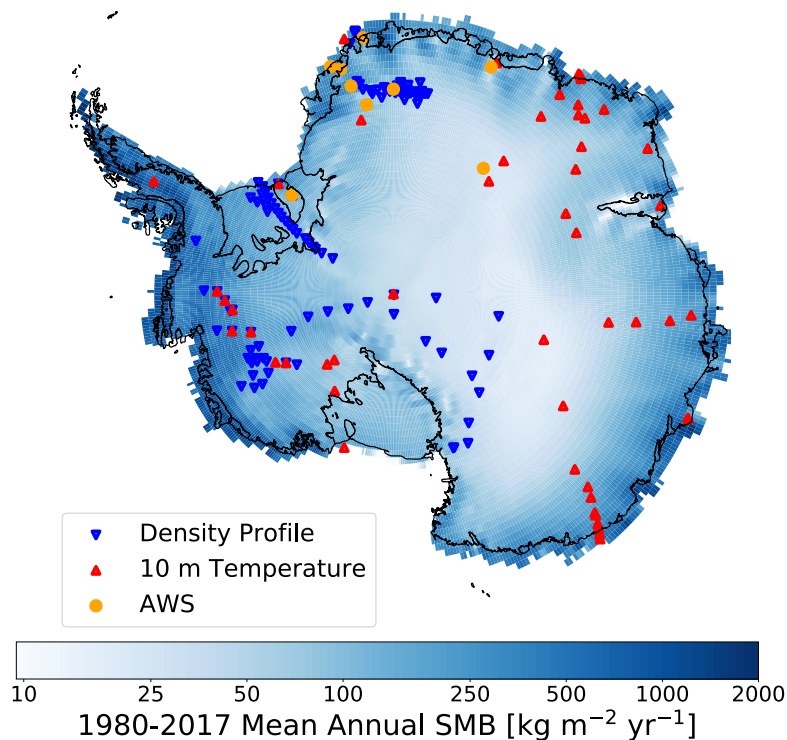 Density Profile
10 m Temperature
AWS
10 25 50 100 250 500 1000 2000
1980-2017 Mean Annual SMB [kg m⁻² yr⁻¹]